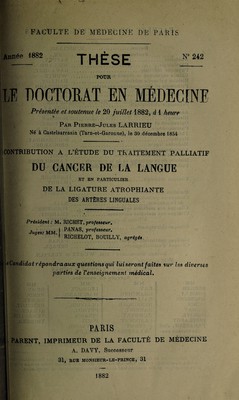 FACULTE DE MEDECINE DE PARIS
Année 1882
THÈSE
N° 242
POUR
LE DOCTORAT EN MÉDECINE
Présentée et soutenue le 29 juillet 1882, à 1 heure
PAR PIERRE-JULES LARRIEU
Né à Castelsarrasin (Tarn-et-Garonne), le 30 décembre 1854
CONTRIBUTION A L'ÉTUDE DU TRAITEMENT PALLIATIF
DU CANCER DE LA LANGUE
ET EN PARTICULIER
DE LA LIGATURE ATROPHIANTE
DES ARTÈRES LINGUALES
Président : M. RICHET, professeur,
Juges: MM. PANAS, professeur,
RICHELOT, BOUILLY, agrégés.
Le Candidat répondra aux questions qui lui seront faites sur les diverses
parties de l'enseignement médical.
PARIS
PARENT, IMPRIMEUR DE LA FACULTÉ DE MÉDECINE
A. DAVY, Successeur
31, RUE MONSIEUR-LE-PRINCE, 31
1882